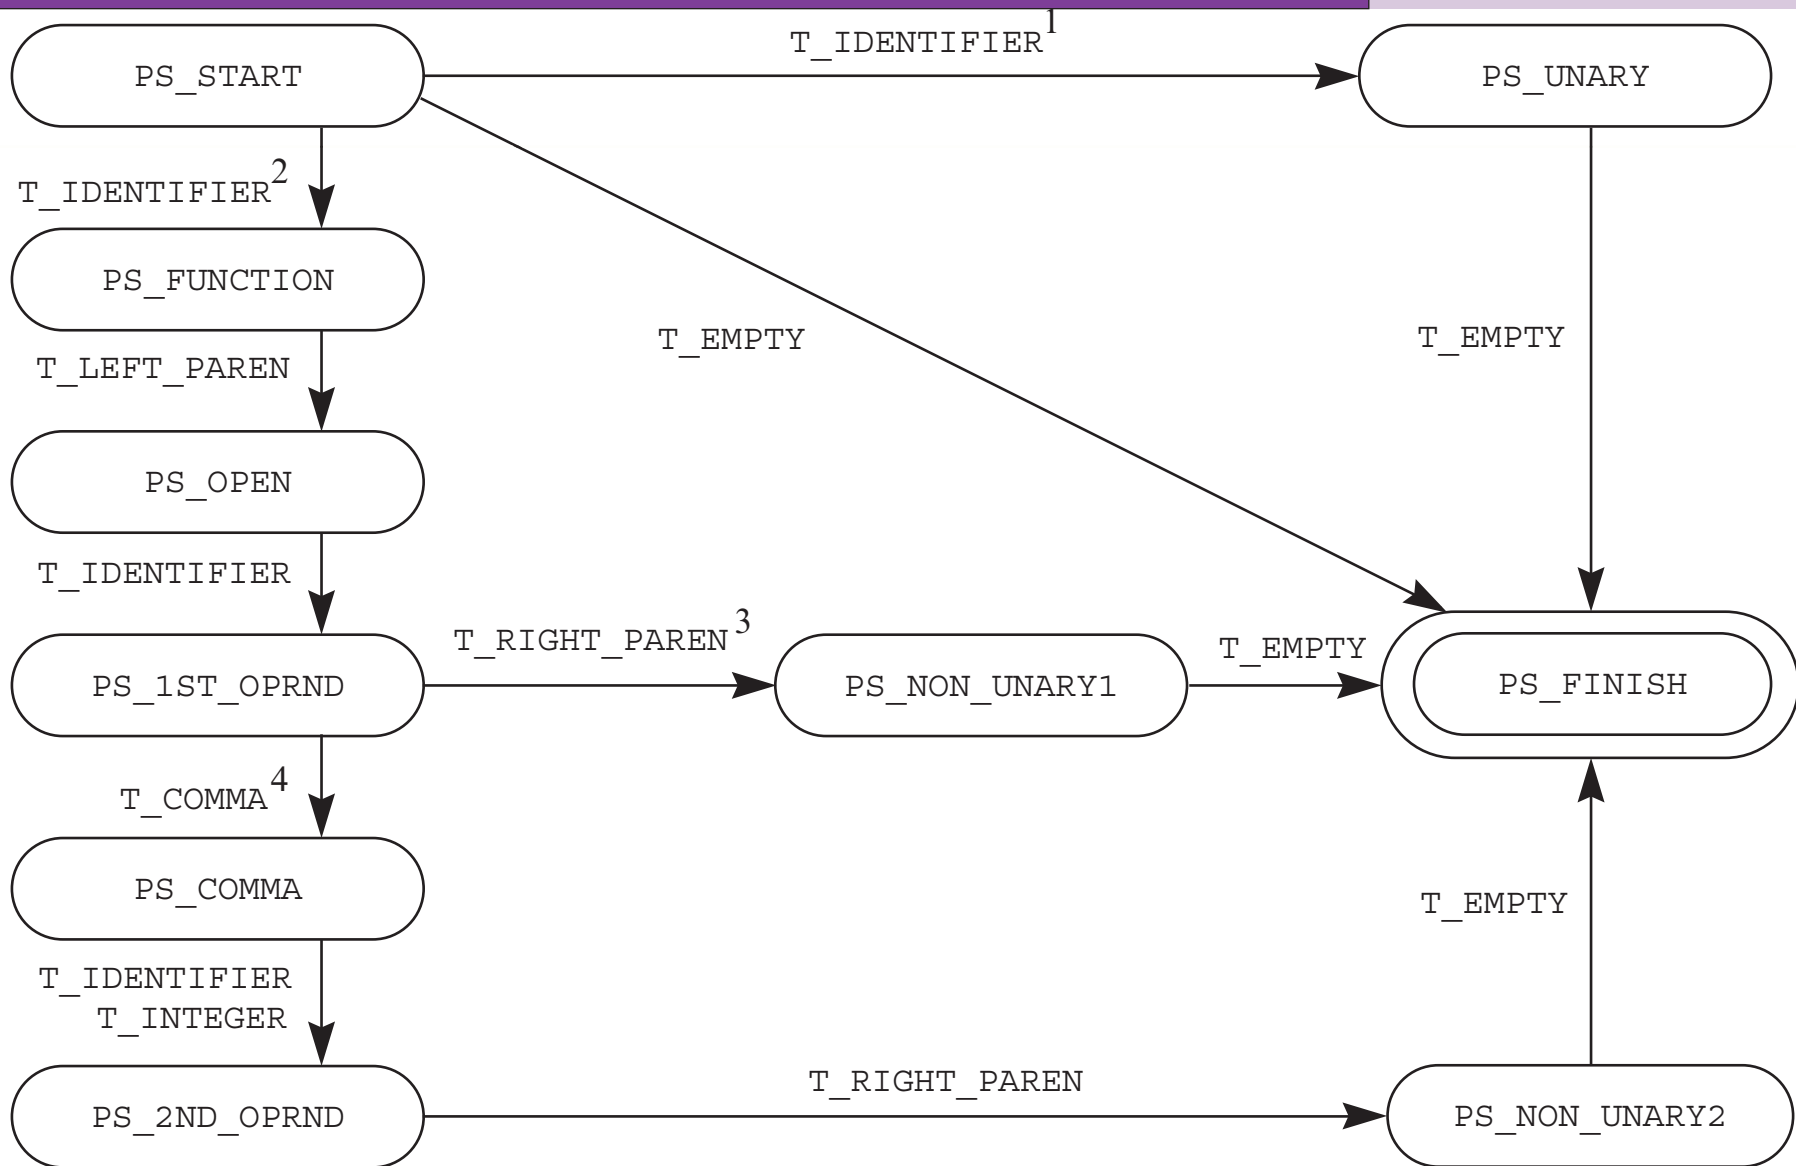 T_IDENTIFIER1
PS_START
PS_UNARY
T_IDENTIFIER2
PS_FUNCTION
T_EMPTY
T_EMPTY
T_LEFT_PAREN
PS_OPEN
T_IDENTIFIER
T_RIGHT_PAREN3
T_EMPTY
PS_1ST_OPRND
PS_NON_UNARY1
PS_FINISH
T_COMMA4
PS_COMMA
T_EMPTY
T_IDENTIFIER
T_INTEGER
T_RIGHT_PAREN
PS_2ND_OPRND
PS_NON_UNARY2